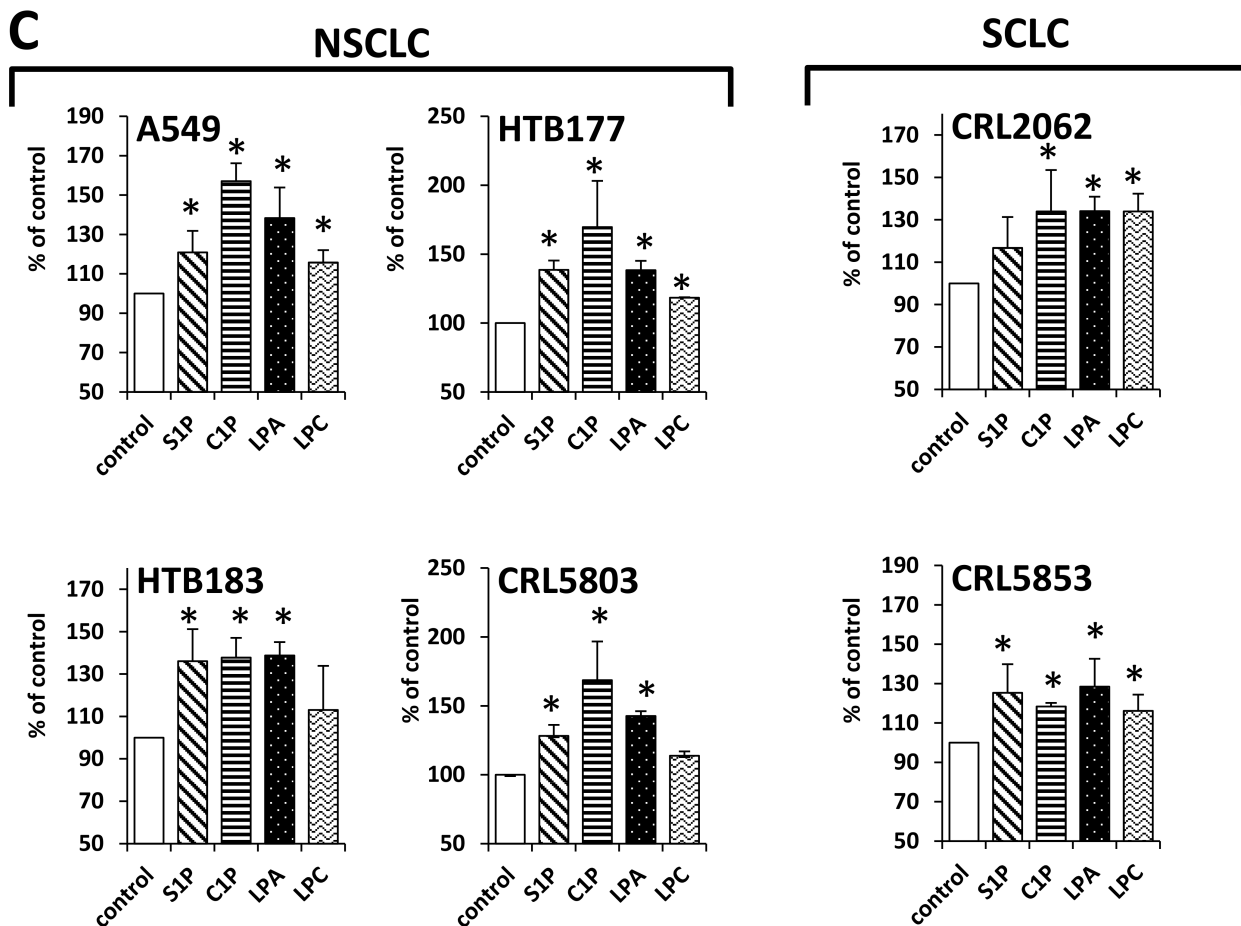 C
NSCLC
SCLC
A549
% of control
190
170
150
130
110
90
70
50
* * * *
control S1P C1P LPA LPC
HTB177
% of control
250
200
150
100
50
* * * *
control S1P C1P LPA LPC
CRL2062
% of control
170
150
130
110
90
70
50
* * *
control S1P C1P LPA LPC
HTB183
% of control
170
150
130
110
90
70
50
* * *
control S1P C1P LPA LPC
CRL5803
% of control
250
200
150
100
50
* * *
control S1P C1P LPA LPC
CRL5853
% of control
190
170
150
130
110
90
70
50
* * * *
control S1P C1P LPA LPC